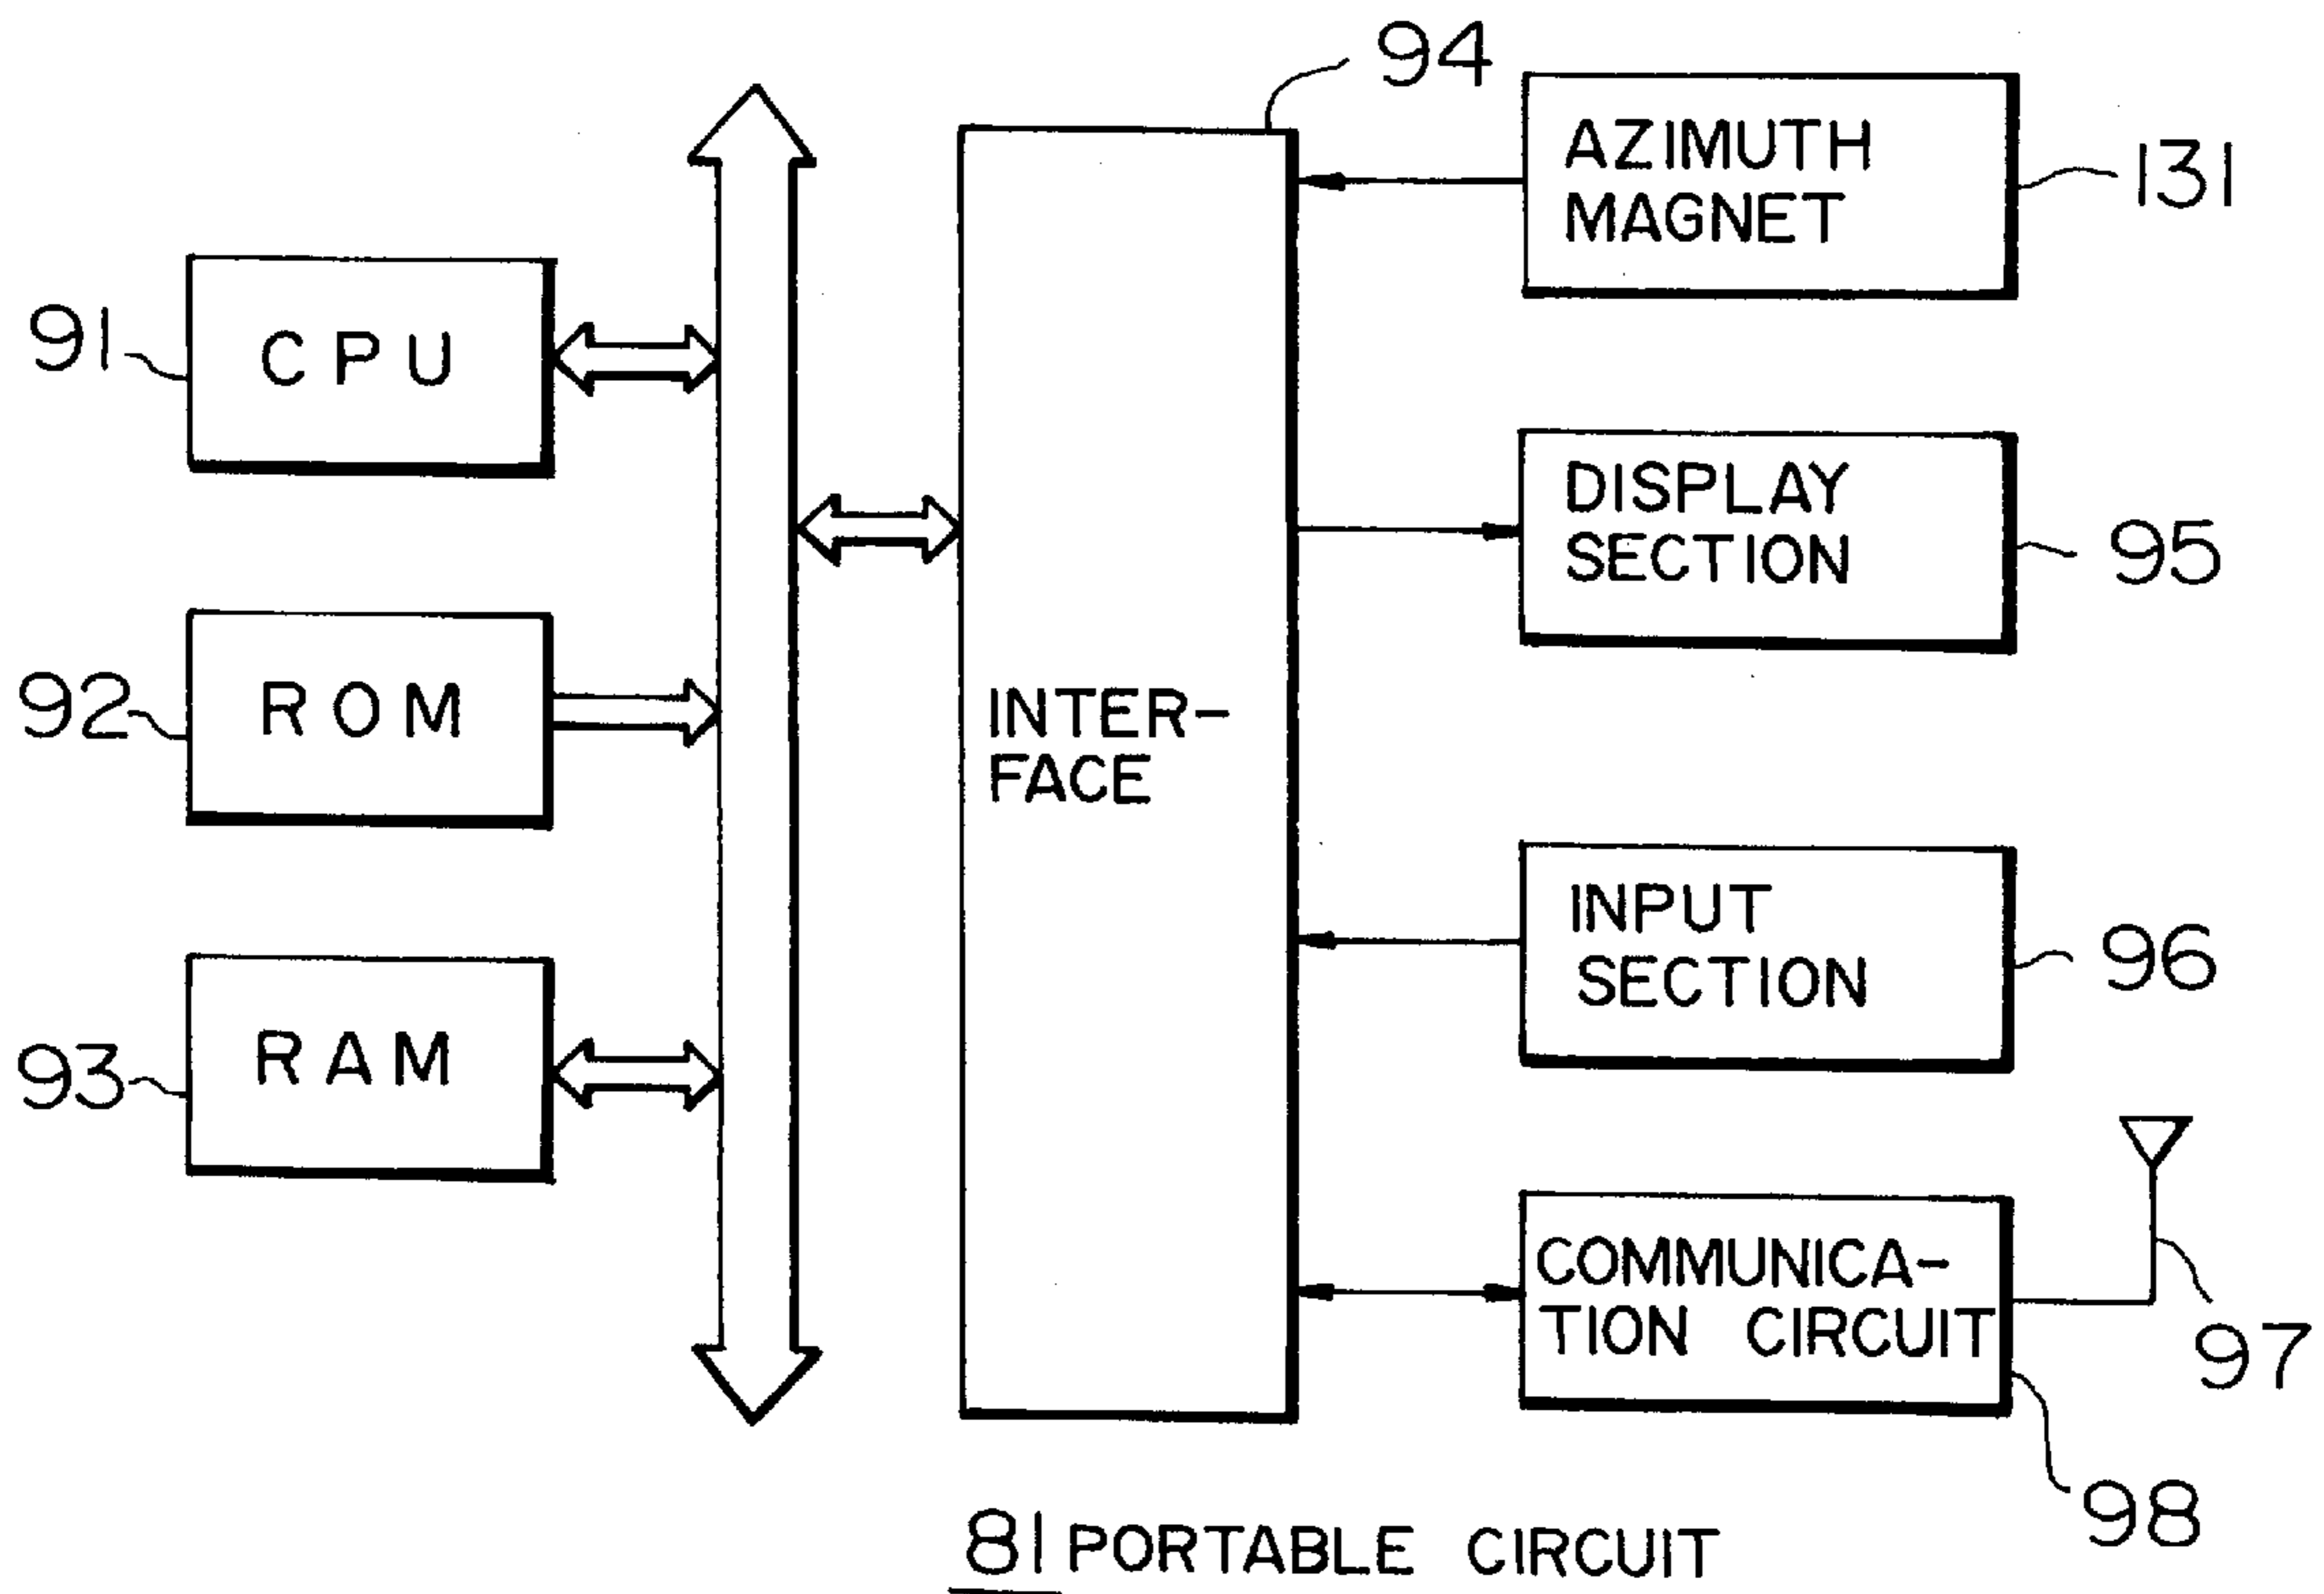 94
AZIMUTH
MAGNET
131
91
CPU
DISPLAY
SECTION
95
92
ROM
INTER-
FACE
INPUT
SECTION
96
93
RAM
COMMUNICA-
TION CIRCUIT
97
98
81 PORTABLE CIRCUIT